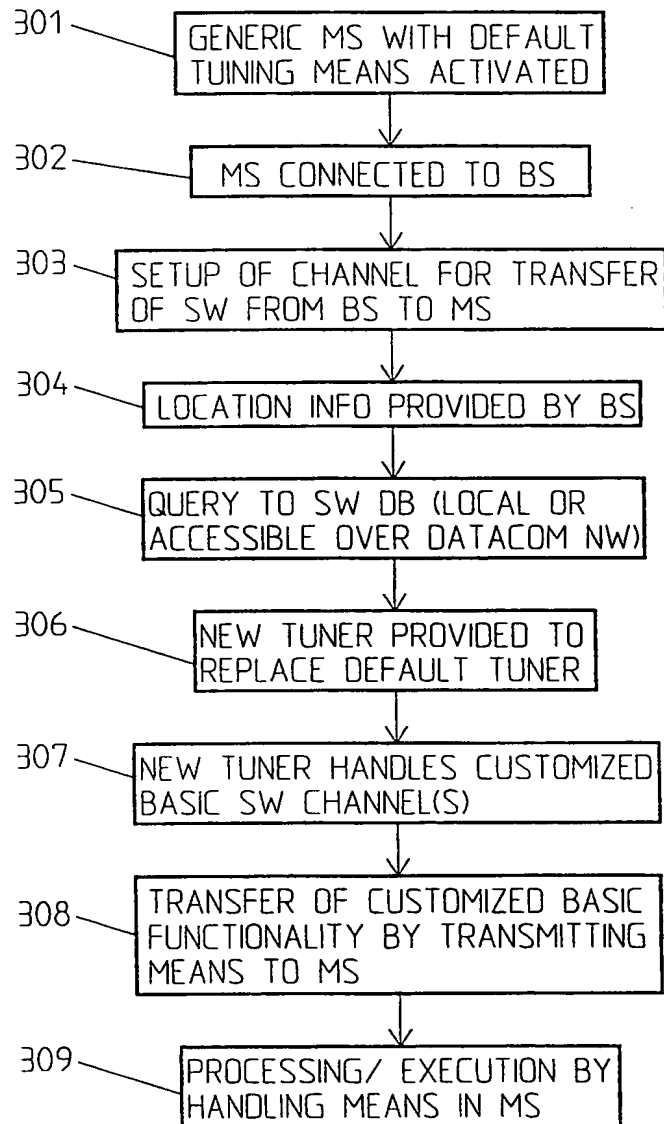 301
GENERIC MS WITH DEFAULT
TUINING MEANS ACTIVATED
302
MS CONNECTED TO BS
303
SETUP OF CHANNEL FOR TRANSFER
OF SW FROM BS TO MS
304
LOCATION INFO PROVIDED BY BS
305
QUERY TO SW DB (LOCAL OR
ACCESSIBLE OVER DATACOM NW)
306
NEW TUNER PROVIDED TO
REPLACE DEFAULT TUNER
307
NEW TUNER HANDLES CUSTOMIZED
BASIC SW CHANNEL(S)
308
TRANSFER OF CUSTOMIZED BASIC
FUNCTIONALITY BY TRANSMITTING
MEANS TO MS
309
PROCESSING/ EXECUTION BY
HANDLING MEANS IN MS